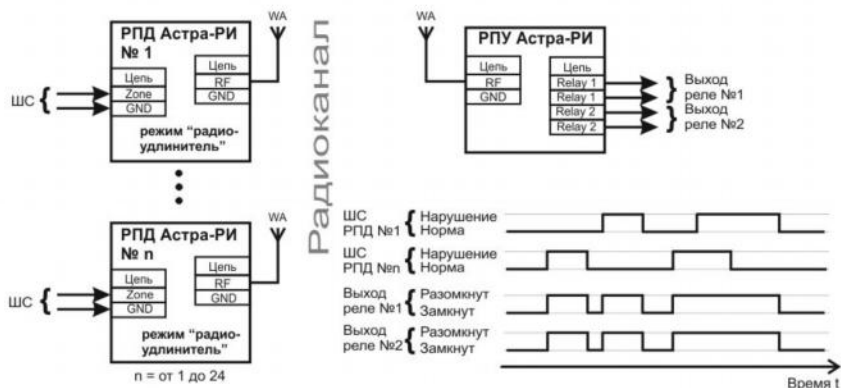 РПД Астра-РИ
№ 1
WA
Цепь
Zone
GND
Цепь
RF
GND
ШС {
режим "радио-
удлинитель"
Радиоканал
WA
РПУ Астра-РИ
Цепь
RF
GND
Цепь
Relay 1
Relay 1
Relay 2
Relay 2
} Выход
реле №1
} Выход
реле №2
РПД Астра-РИ
№ n
WA
Цепь
Zone
GND
Цепь
RF
GND
ШС {
режим "радио-
удлинитель"
n = от 1 до 24
ШС
РПД №1 { Нарушение
Норма
ШС
РПД №n { Нарушение
Норма
Выход
реле №1 { Разомкнут
Замкнут
Выход
реле №2 { Разомкнут
Замкнут
Время t